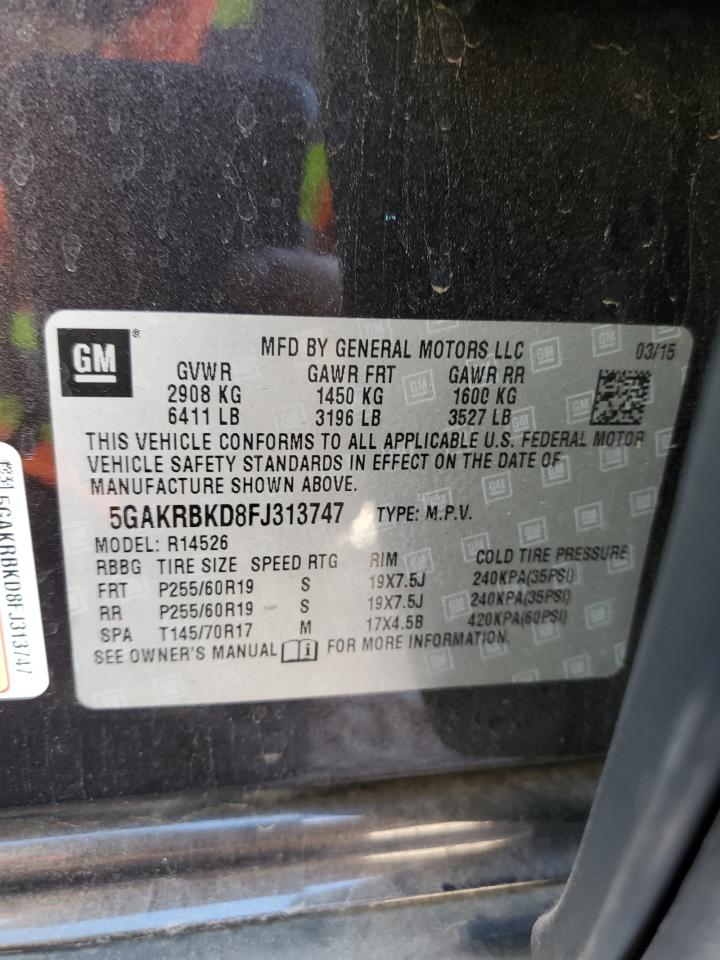 GM
MFD BY GENERAL MOTORS LLC 03/15
GVWR GAWR FRT GAWR RR
2908 KG 1450 KG 1600 KG
6411 LB 3196 LB 3527 LB
THIS VEHICLE CONFORMS TO ALL APPLICABLE U.S. FEDERAL MOTOR
VEHICLE SAFETY STANDARDS IN EFFECT ON THE DATE OF
MANUFACTURE SHOWN ABOVE.
5GAKRBKD8FJ313747 TYPE: M.P.V.
MODEL: R14526
RBBG TIRE SIZE SPEED RTG RIM COLD TIRE PRESSURE
FRT P255/60R19 S 19X7.5J 240KPA(35PSI)
RR P255/60R19 S 19X7.5J 240KPA(35PSI)
SPA T145/70R17 M 17X4.5B 420KPA(60PSI)
SEE OWNER'S MANUAL i FOR MORE INFORMATION.
5GAKRBKD8FJ313747